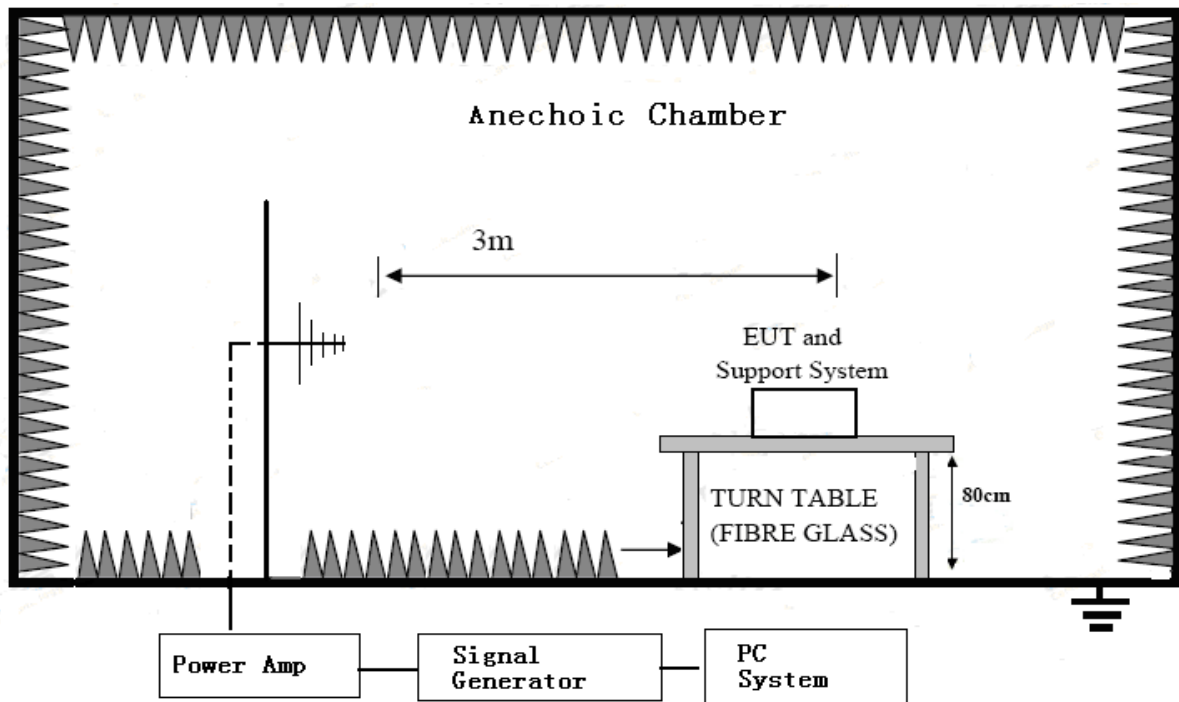 Anechoic Chamber
3m
EUT and
Support System
TURN TABLE
(FIBRE GLASS)
80cm
Power Amp
Signal
Generator
PC
System